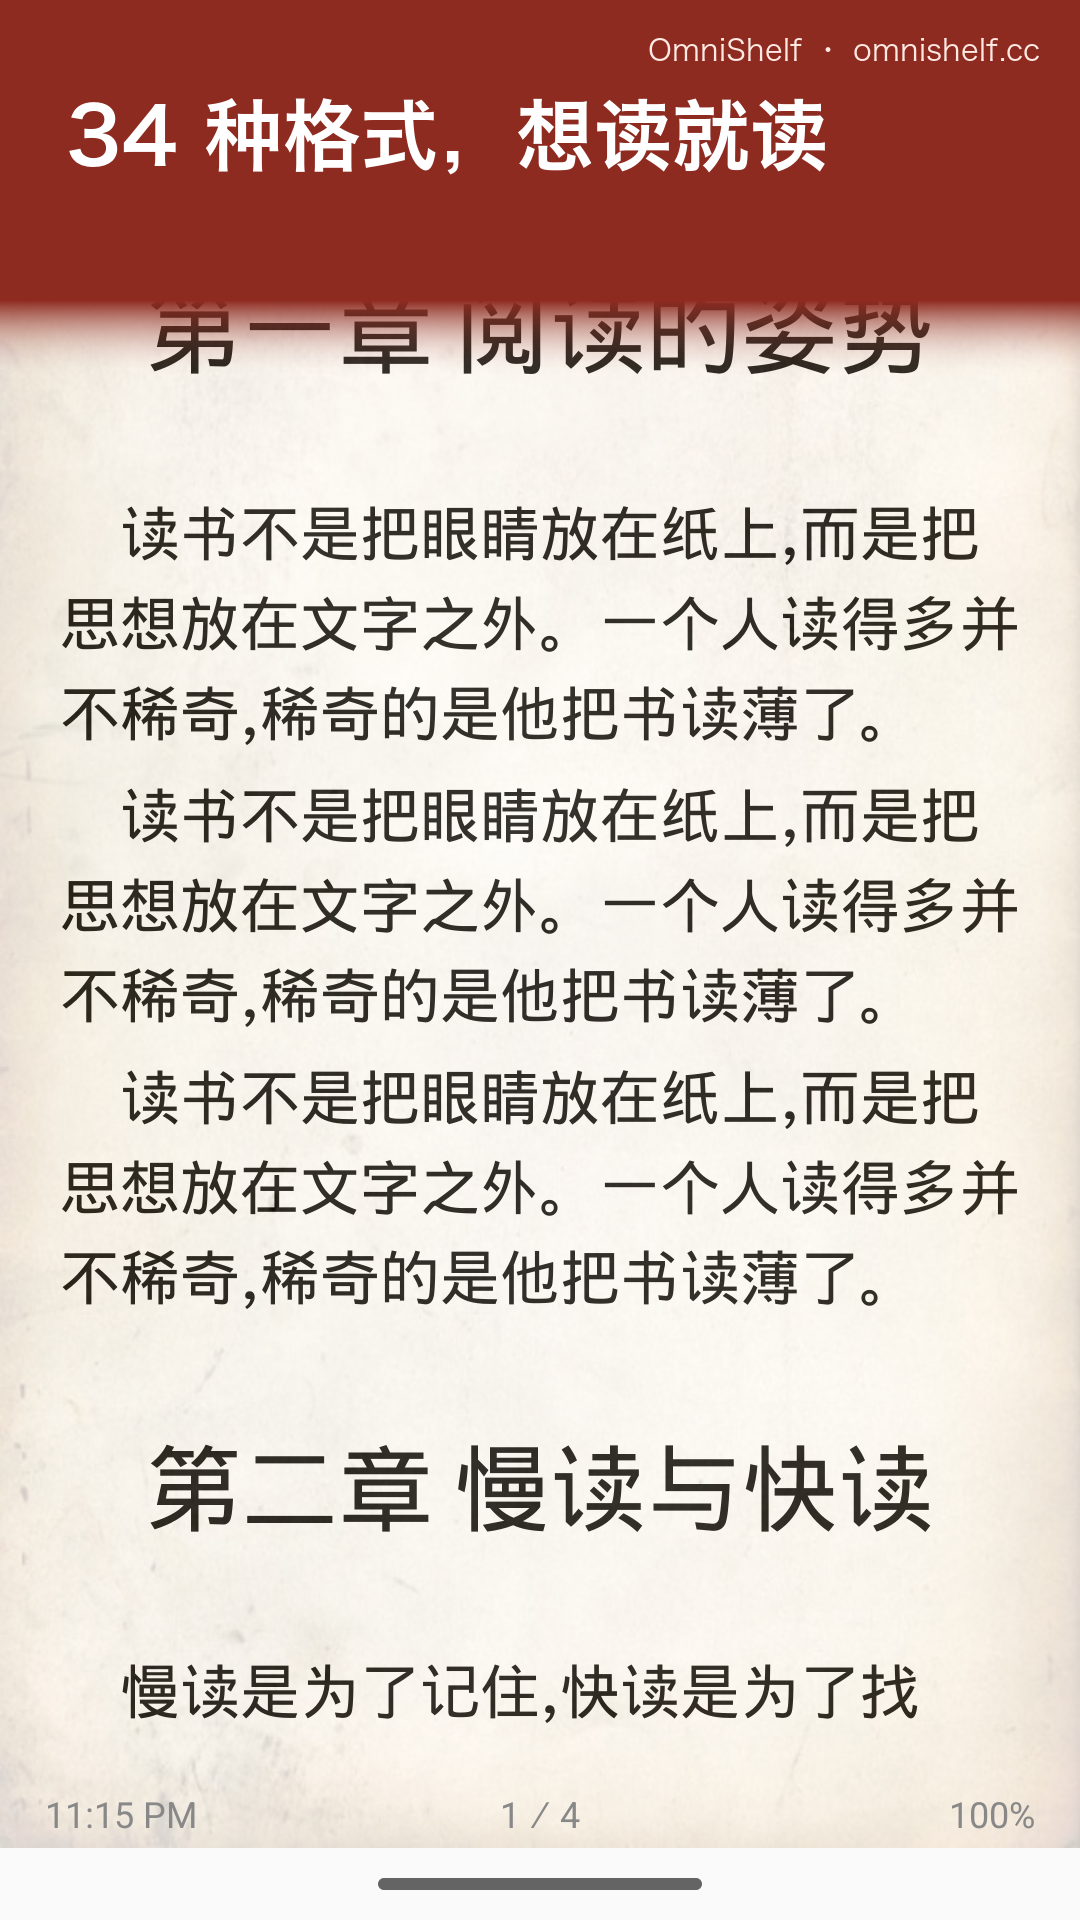 OmniShelf · omnishelf.cc
34 种格式，想读就读
第一章 阅读的姿势
读书不是把眼睛放在纸上,而是把
思想放在文字之外。一个人读得多并
不稀奇,稀奇的是他把书读薄了。
读书不是把眼睛放在纸上,而是把
思想放在文字之外。一个人读得多并
不稀奇,稀奇的是他把书读薄了。
读书不是把眼睛放在纸上,而是把
思想放在文字之外。一个人读得多并
不稀奇,稀奇的是他把书读薄了。
第二章 慢读与快读
慢读是为了记住,快读是为了找
11:15 PM 1 / 4 100%